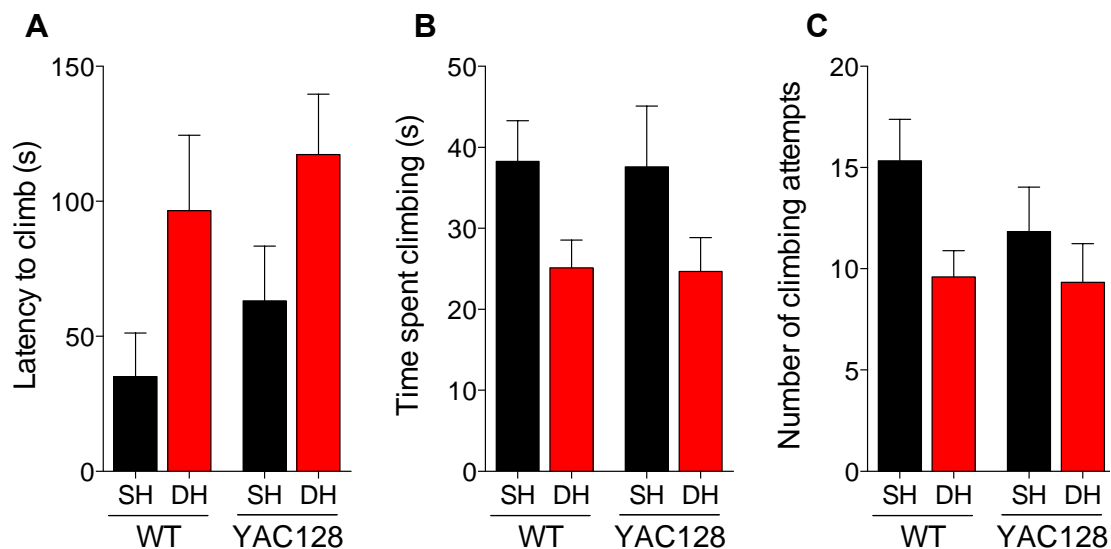 A
Latency to climb (s)
150
100
50
0
SH DH SH DH
WT YAC128
B
Time spent climbing (s)
50
40
30
20
10
0
SH DH SH DH
WT YAC128
C
Number of climbing attempts
20
15
10
5
0
SH DH SH DH
WT YAC128